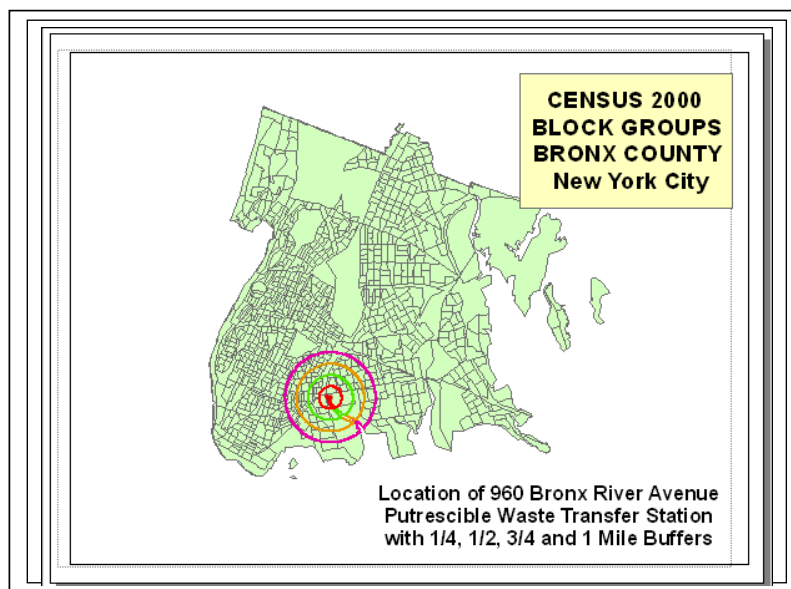 CENSUS 2000
BLOCK GROUPS
BRONX COUNTY
New York City
Location of 960 Bronx River Avenue
Putrescible Waste Transfer Station
with 1/4, 1/2, 3/4 and 1 Mile Buffers